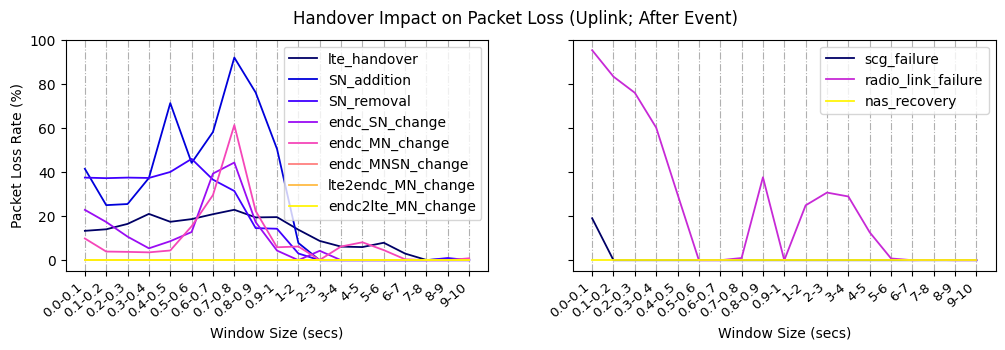 Handover Impact on Packet Loss (Uplink; After Event)
Packet Loss Rate (%)
100
80
60
40
20
0
lte_handover
SN_addition
SN_removal
endc_SN_change
endc_MN_change
endc_MNSN_change
lte2endc_MN_change
endc2lte_MN_change
0.0-0.1
0.1-0.2
0.2-0.3
0.3-0.4
0.4-0.5
0.5-0.6
0.6-0.7
0.7-0.8
0.8-0.9
0.9-1
1-2
2-3
3-4
4-5
5-6
6-7
7-8
8-9
9-10
Window Size (secs)
scg_failure
radio_link_failure
nas_recovery
0.0-0.1
0.1-0.2
0.2-0.3
0.3-0.4
0.4-0.5
0.5-0.6
0.6-0.7
0.7-0.8
0.8-0.9
0.9-1
1-2
2-3
3-4
4-5
5-6
6-7
7-8
8-9
9-10
Window Size (secs)